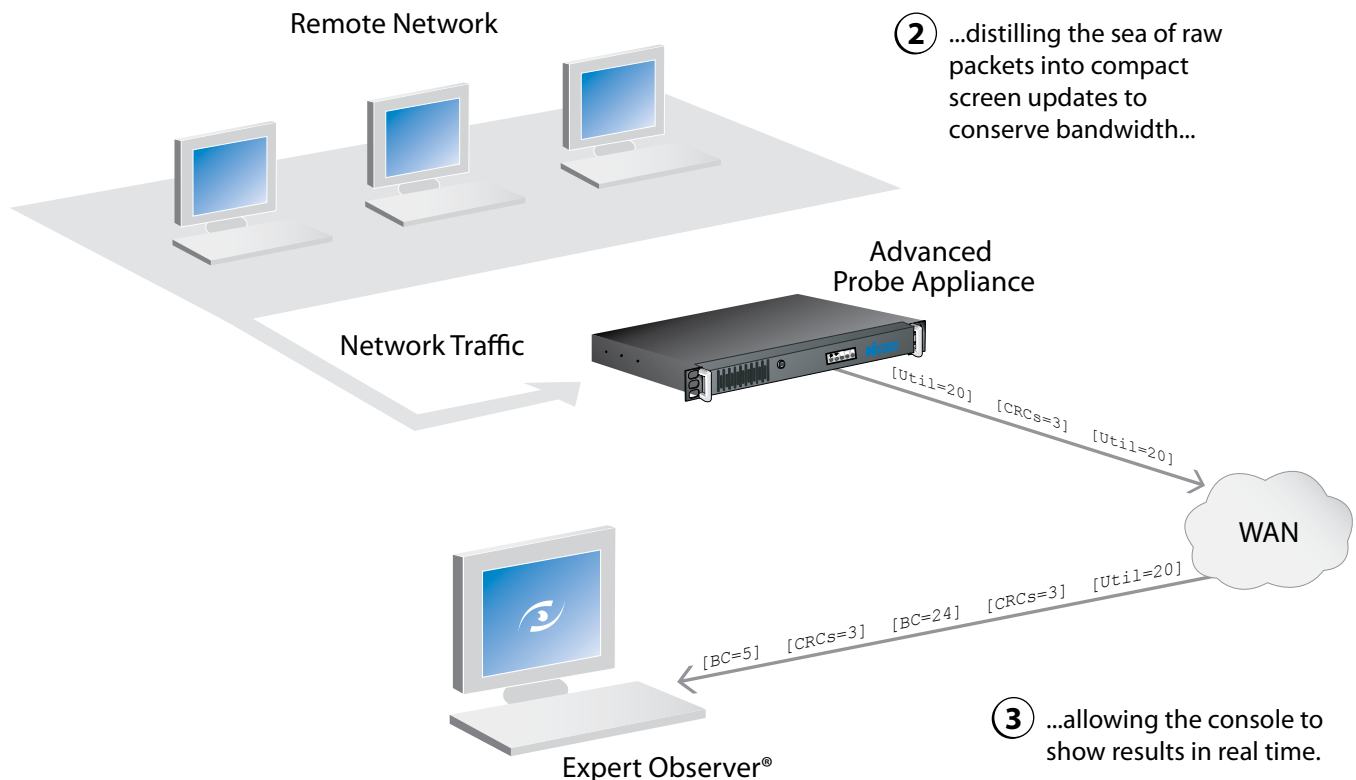 Remote Network
2 ...distilling the sea of raw
packets into compact
screen updates to
conserve bandwidth...
Advanced
Probe Appliance
Network Traffic
[Util=20] [CRCs=3] [Util=20]
WAN
[BC=5] [CRCs=3] [BC=24] [CRCs=3] [Util=20]
3 ...allowing the console to
show results in real time.
Expert Observer®